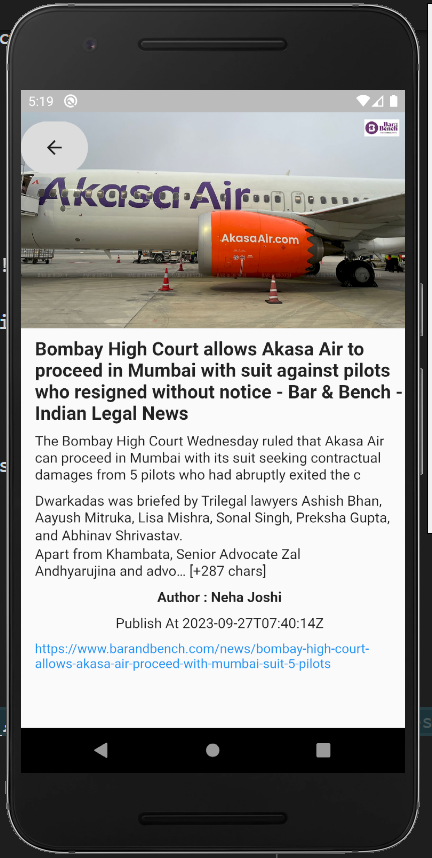 5:19
Bar&
Bench
Akasa Air
AkasaAir.com
Bombay High Court allows Akasa Air to
proceed in Mumbai with suit against pilots
who resigned without notice - Bar & Bench -
Indian Legal News
The Bombay High Court Wednesday ruled that Akasa Air
can proceed in Mumbai with its suit seeking contractual
damages from 5 pilots who had abruptly exited the c
Dwarkadas was briefed by Trilegal lawyers Ashish Bhan,
Aayush Mitruka, Lisa Mishra, Sonal Singh, Preksha Gupta,
and Abhinav Shrivastav.
Apart from Khambata, Senior Advocate Zal
Andhyarujina and advo… [+287 chars]
Author : Neha Joshi
Publish At 2023-09-27T07:40:14Z
https://www.barandbench.com/news/bombay-high-court-
allows-akasa-air-proceed-with-mumbai-suit-5-pilots